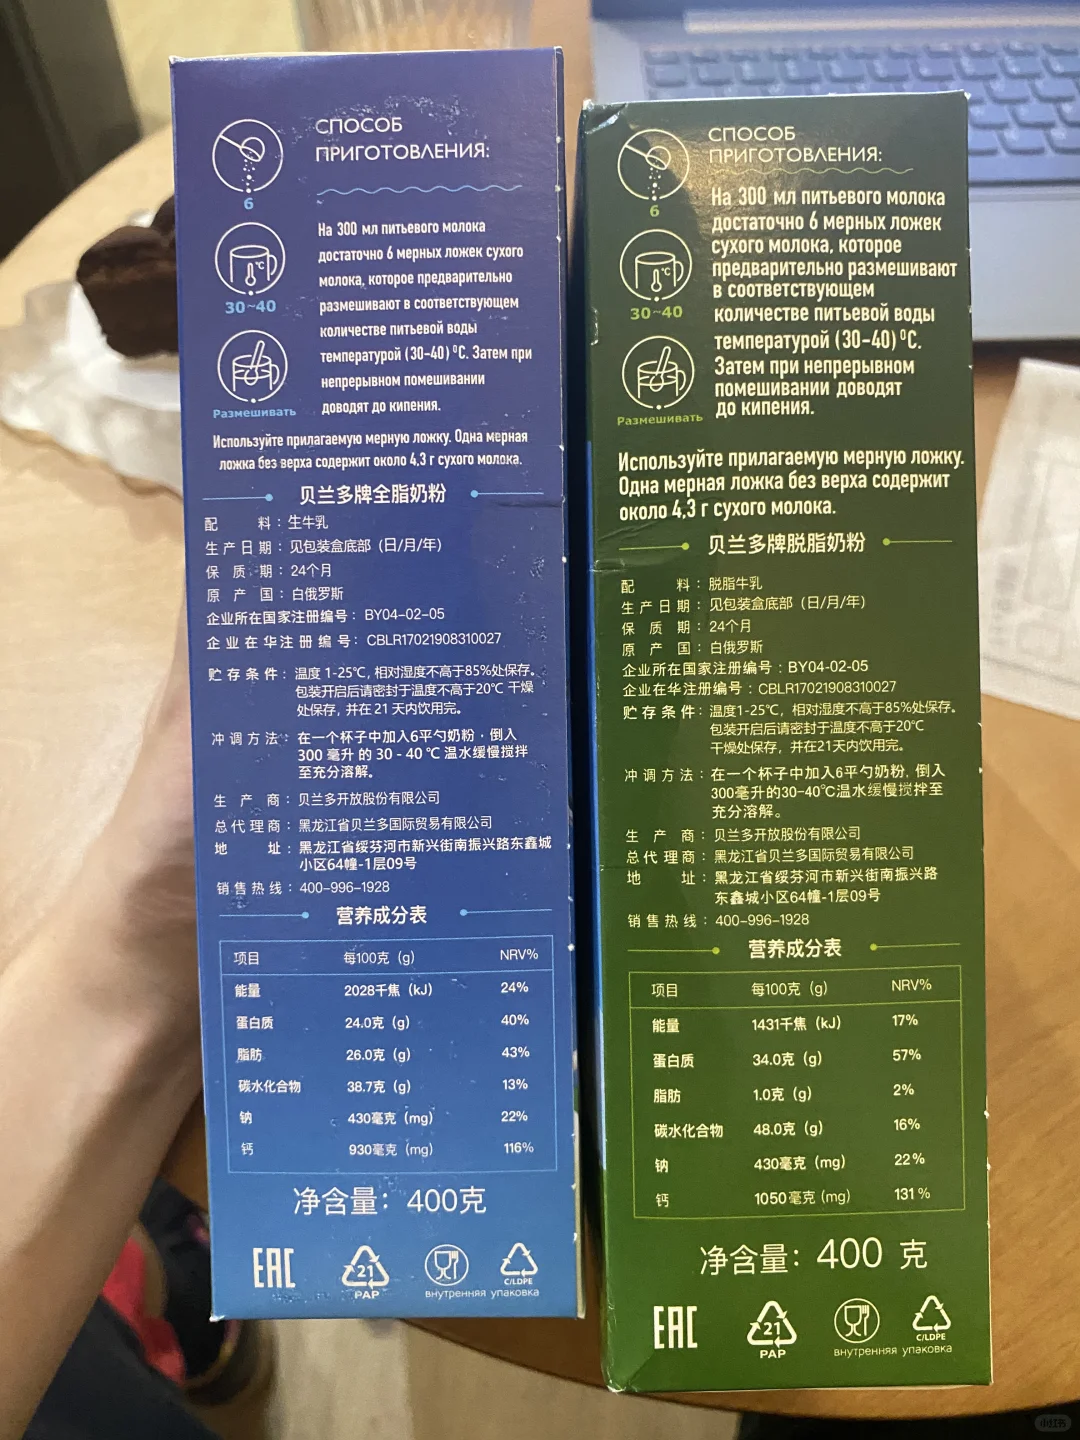 СПОСОБ
ПРИГОТОВЛЕНИЯ:
6
30~40
Размешивать
На 300 мл питьевого молока
достаточно 6 мерных ложек сухого
молока, которое предварительно
размешивают в соответствующем
количестве питьевой воды
температурой (30-40) ⁰С. Затем при
непрерывном помешивании
доводят до кипения.
Используйте прилагаемую мерную ложку. Одна мерная
ложка без верха содержит около 4,3 г сухого молока.
贝兰多牌全脂奶粉
配料：生牛乳
生产日期：见包装盒底部（日/月/年）
保质期：24个月
原产国：白俄罗斯
企业所在国家注册编号：BY04-02-05
企业在华注册编号：CBLR17021908310027
贮存条件：温度 1-25℃, 相对湿度不高于85%处保存。
包装开启后请密封于温度不高于20℃ 干燥
处保存, 并在 21 天内饮用完。
冲调方法：在一个杯子中加入6平勺奶粉，倒入
300 毫升 的 30 - 40 ℃ 温水缓慢搅拌
至充分溶解。
生产商：贝兰多开放股份有限公司
总代理商：黑龙江省贝兰多国际贸易有限公司
地址：黑龙江省绥芬河市新兴街南振兴路东鑫城
小区64幢-1层09号
销售热线：400-996-1928
营养成分表
项目 每100克（g） NRV%
能量 2028千焦（kJ） 24%
蛋白质 24.0克（g） 40%
脂肪 26.0克（g） 43%
碳水化合物 38.7克（g） 13%
钠 430毫克（mg） 22%
钙 930毫克（mg） 116%
净含量：400克
EAC
21
PAP
C/LDPE
внутренняя упаковка
СПОСОБ
ПРИГОТОВЛЕНИЯ:
6
30~40
Размешивать
На 300 мл питьевого молока
достаточно 6 мерных ложек
сухого молока, которое
предварительно размешивают
в соответствующем
количестве питьевой воды
температурой (30-40) ⁰С.
Затем при непрерывном
помешивании доводят
до кипения.
Используйте прилагаемую мерную ложку.
Одна мерная ложка без верха содержит
около 4,3 г сухого молока.
贝兰多牌脱脂奶粉
配料：脱脂牛乳
生产日期：见包装盒底部（日/月/年）
保质期：24个月
原产国：白俄罗斯
企业所在国家注册编号：BY04-02-05
企业在华注册编号：CBLR17021908310027
贮存条件：温度1-25℃，相对湿度不高于85%处保存。
包装开启后请密封于温度不高于20℃
干燥处保存，并在21天内饮用完。
冲调方法：在一个杯子中加入6平勺奶粉, 倒入
300毫升的30-40℃温水缓慢搅拌至
充分溶解。
生产商：贝兰多开放股份有限公司
总代理商：黑龙江省贝兰多国际贸易有限公司
地址：黑龙江省绥芬河市新兴街南振兴路
东鑫城小区64幢-1层09号
销售热线：400-996-1928
营养成分表
项目 每100克（g） NRV%
能量 1431千焦（kJ） 17%
蛋白质 34.0克（g） 57%
脂肪 1.0克（g） 2%
碳水化合物 48.0克（g） 16%
钠 430毫克（mg） 22%
钙 1050毫克（mg） 131 %
净含量：400 克
EAC
21
PAP
C/LDPE
внутренняя упаковка
小红书